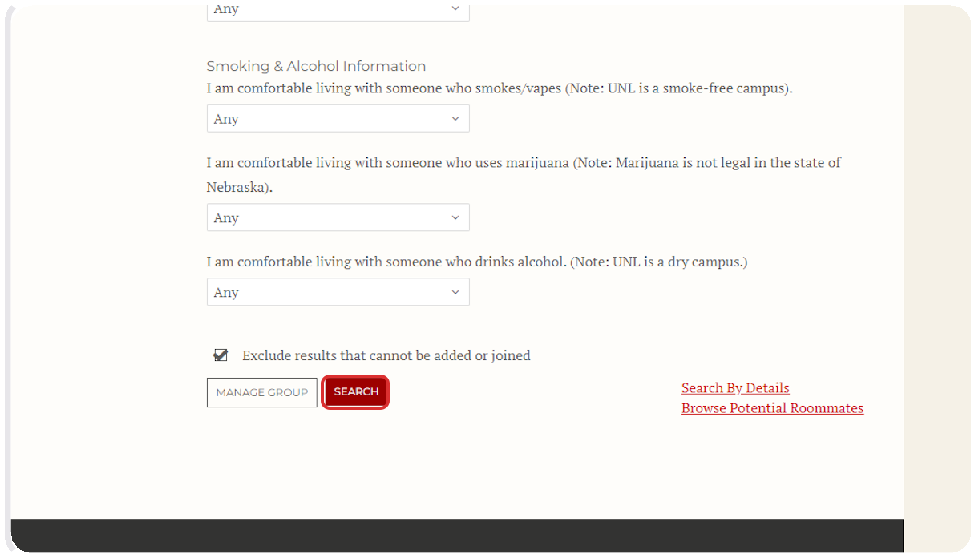 Any
Smoking & Alcohol Information
I am comfortable living with someone who smokes/vapes (Note: UNL is a smoke-free campus).
Any
I am comfortable living with someone who uses marijuana (Note: Marijuana is not legal in the state of
Nebraska).
Any
I am comfortable living with someone who drinks alcohol. (Note: UNL is a dry campus.)
Any
Exclude results that cannot be added or joined
MANAGE GROUP SEARCH
Search By Details
Browse Potential Roommates